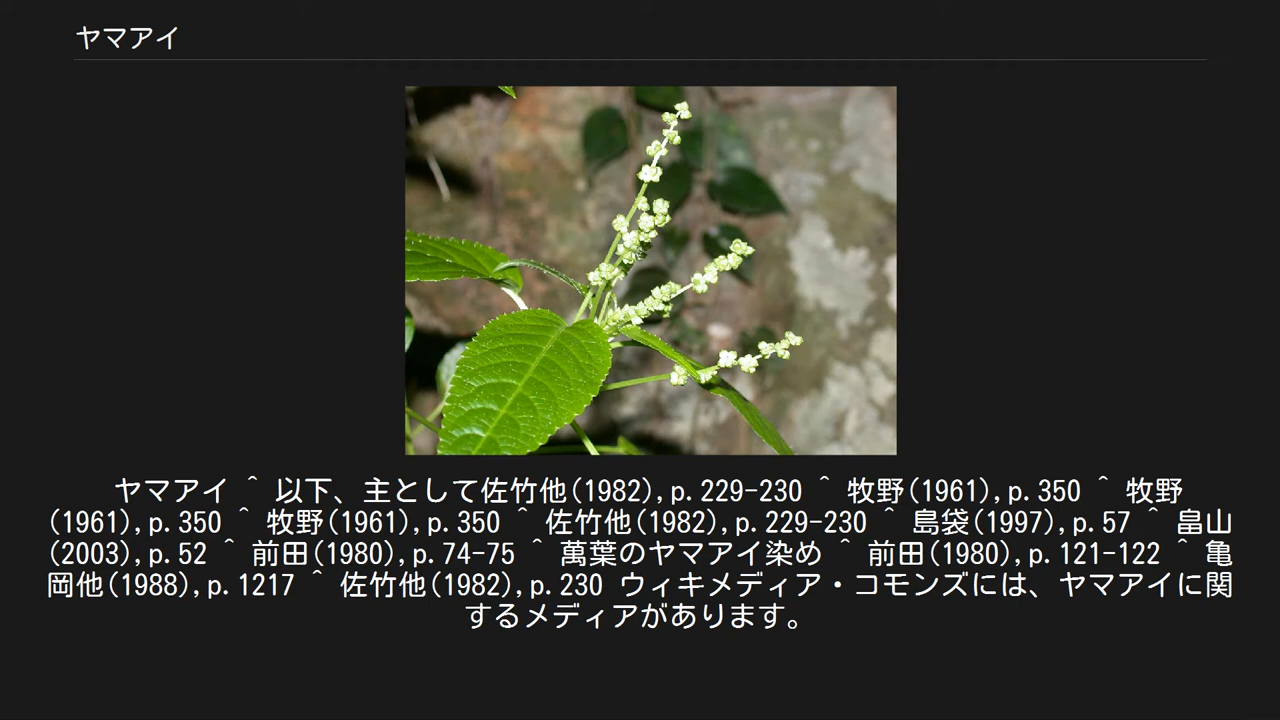 ヤマアイ
ヤマアイ ^ 以下、主として佐竹他(1982),p.229-230 ^ 牧野(1961),p.350 ^ 牧野
(1961),p.350 ^ 牧野(1961),p.350 ^ 佐竹他(1982),p.229-230 ^ 島袋(1997),p.57 ^ 畠山
(2003),p.52 ^ 前田(1980),p.74-75 ^ 萬葉のヤマアイ染め ^ 前田(1980),p.121-122 ^ 亀
岡他(1988),p.1217 ^ 佐竹他(1982),p.230 ウィキメディア・コモンズには、ヤマアイに関
するメディアがあります。